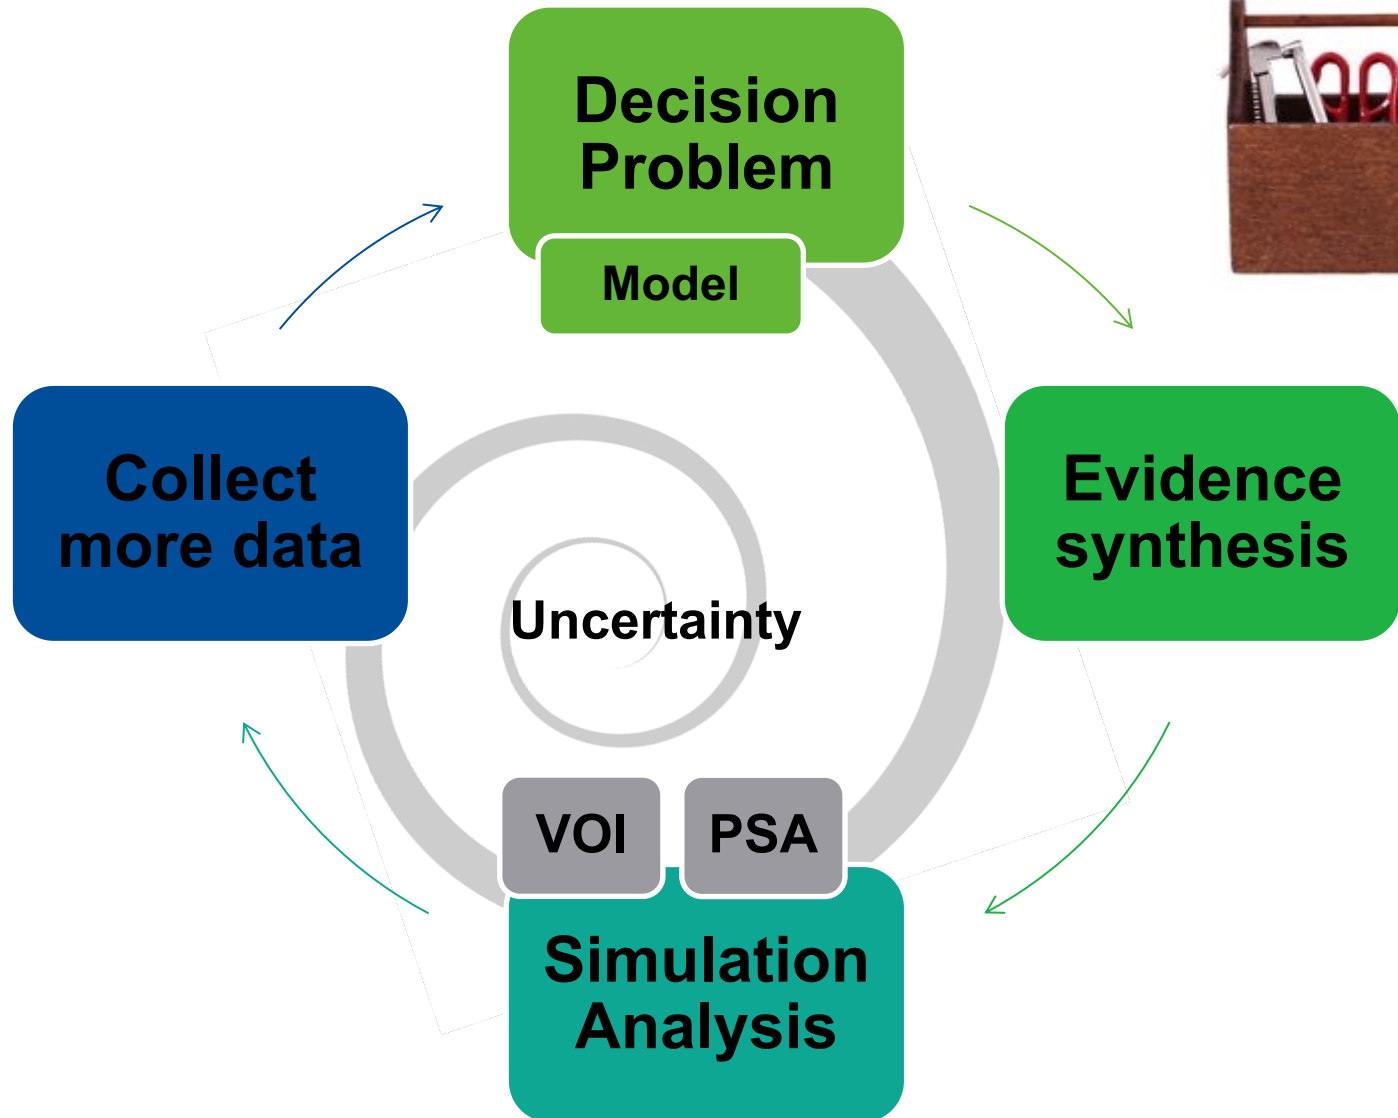 Decision
Problem
Model
Collect
more data
Evidence
synthesis
Uncertainty
VOI
PSA
Simulation
Analysis